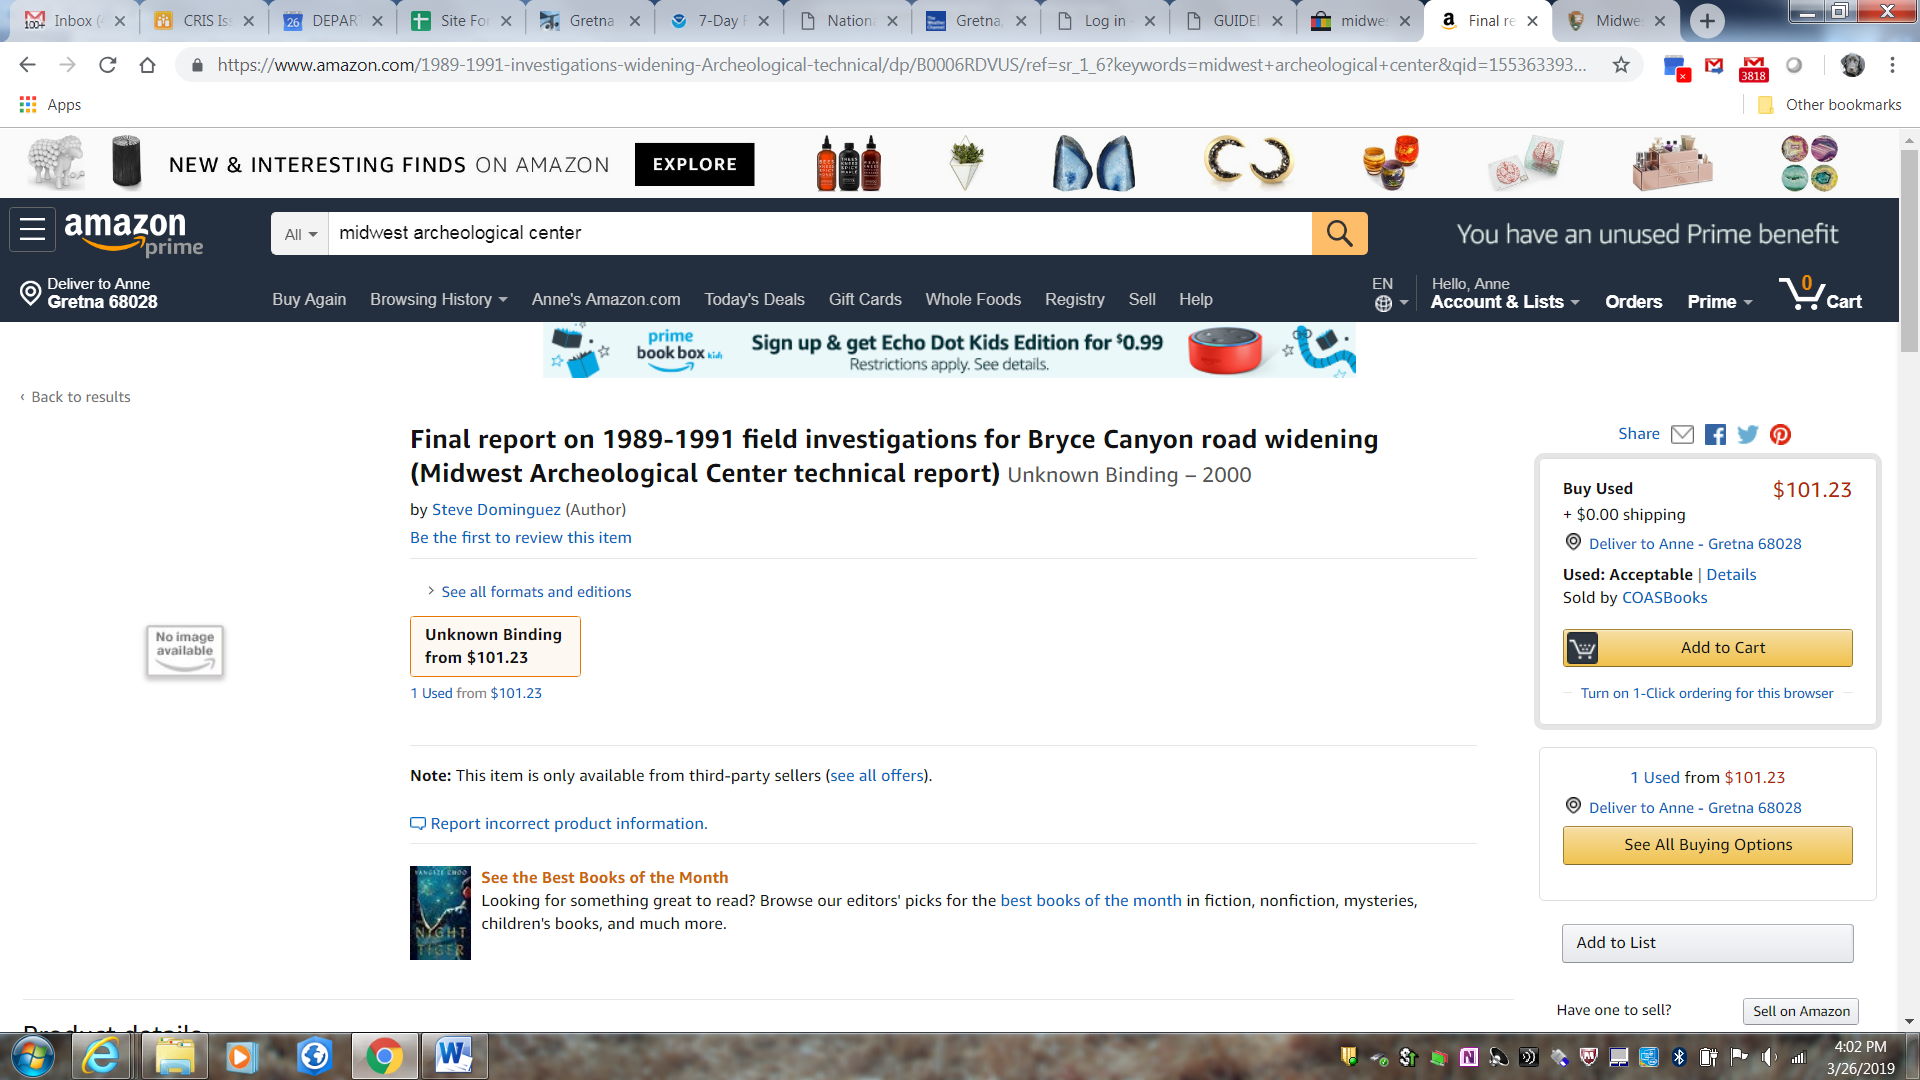 100+ Inbox (
CRIS Is
26 DEPAR
Site Fo
Gretna
7-Day F
Nationa
Gretna,
Log in
GUIDEL
midwe
Final re
Midwe
https://www.amazon.com/1989-1991-investigations-widening-Archeological-technical/dp/B0006RDVUS/ref=sr_1_6?keywords=midwest+archeological+center&qid=155363393...
3818
Apps
Other bookmarks
NEW & INTERESTING FINDS ON AMAZON EXPLORE
amazon prime
All midwest archeological center
You have an unused Prime benefit
Deliver to Anne
Gretna 68028
Buy Again Browsing History Anne's Amazon.com Today's Deals Gift Cards Whole Foods Registry Sell Help
EN
Hello, Anne
Account & Lists Orders Prime 0 Cart
prime book box kids
Sign up & get Echo Dot Kids Edition for $0.99
Restrictions apply. See details.
‹ Back to results
Final report on 1989-1991 field investigations for Bryce Canyon road widening
(Midwest Archeological Center technical report) Unknown Binding – 2000
by Steve Dominguez (Author)
Be the first to review this item
See all formats and editions
Unknown Binding
from $101.23
1 Used from $101.23
No image
available
Note: This item is only available from third-party sellers (see all offers).
Report incorrect product information.
YANGSZE CHOO
NIGHT
TIGER
See the Best Books of the Month
Looking for something great to read? Browse our editors' picks for the best books of the month in fiction, nonfiction, mysteries,
children's books, and much more.
Product details
Share
Buy Used $101.23
+ $0.00 shipping
Deliver to Anne - Gretna 68028
Used: Acceptable | Details
Sold by COASBooks
Add to Cart
Turn on 1-Click ordering for this browser
1 Used from $101.23
Deliver to Anne - Gretna 68028
See All Buying Options
Add to List
Have one to sell? Sell on Amazon
4:02 PM
3/26/2019